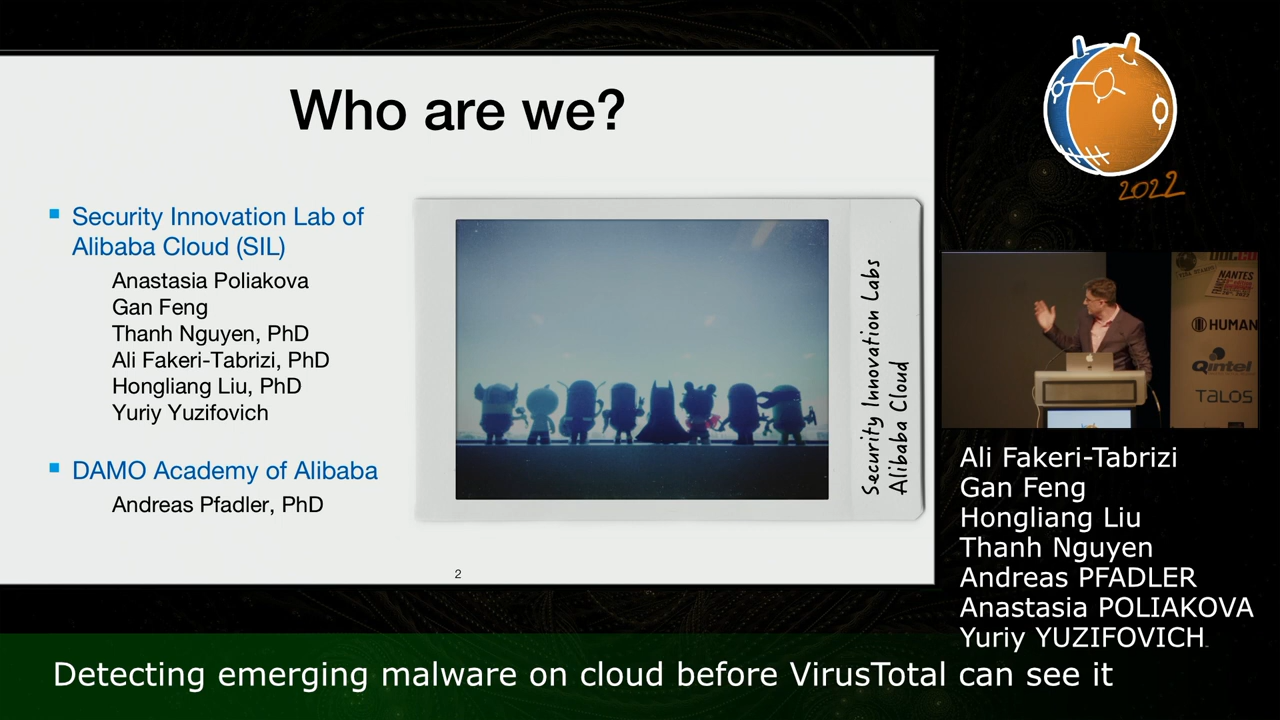 Who are we?
Security Innovation Lab of
Alibaba Cloud (SIL)
Anastasia Poliakova
Gan Feng
Thanh Nguyen, PhD
Ali Fakeri-Tabrizi, PhD
Hongliang Liu, PhD
Yuriy Yuzifovich
DAMO Academy of Alibaba
Andreas Pfadler, PhD
Security Innovation Labs
Alibaba Cloud
2
2022
NANTES
HUMAN
Qintel
TALOS
Ali Fakeri-Tabrizi
Gan Feng
Hongliang Liu
Thanh Nguyen
Andreas PFADLER
Anastasia POLIAKOVA
Yuriy YUZIFOVICH
Detecting emerging malware on cloud before VirusTotal can see it